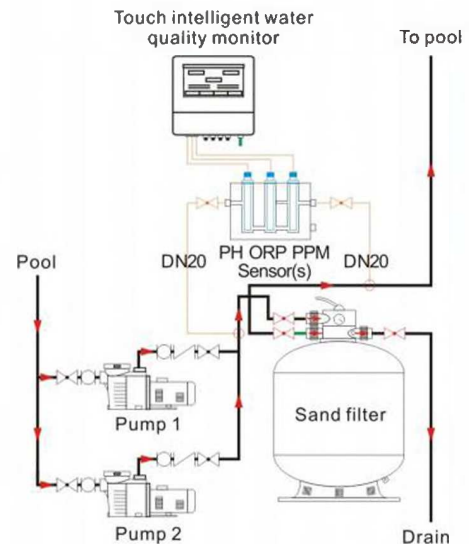 Touch intelligent water
quality monitor
To pool
PH ORP PPM
Sensor(s)
DN20
DN20
Pool
Pump 1
Sand filter
Pump 2
Drain